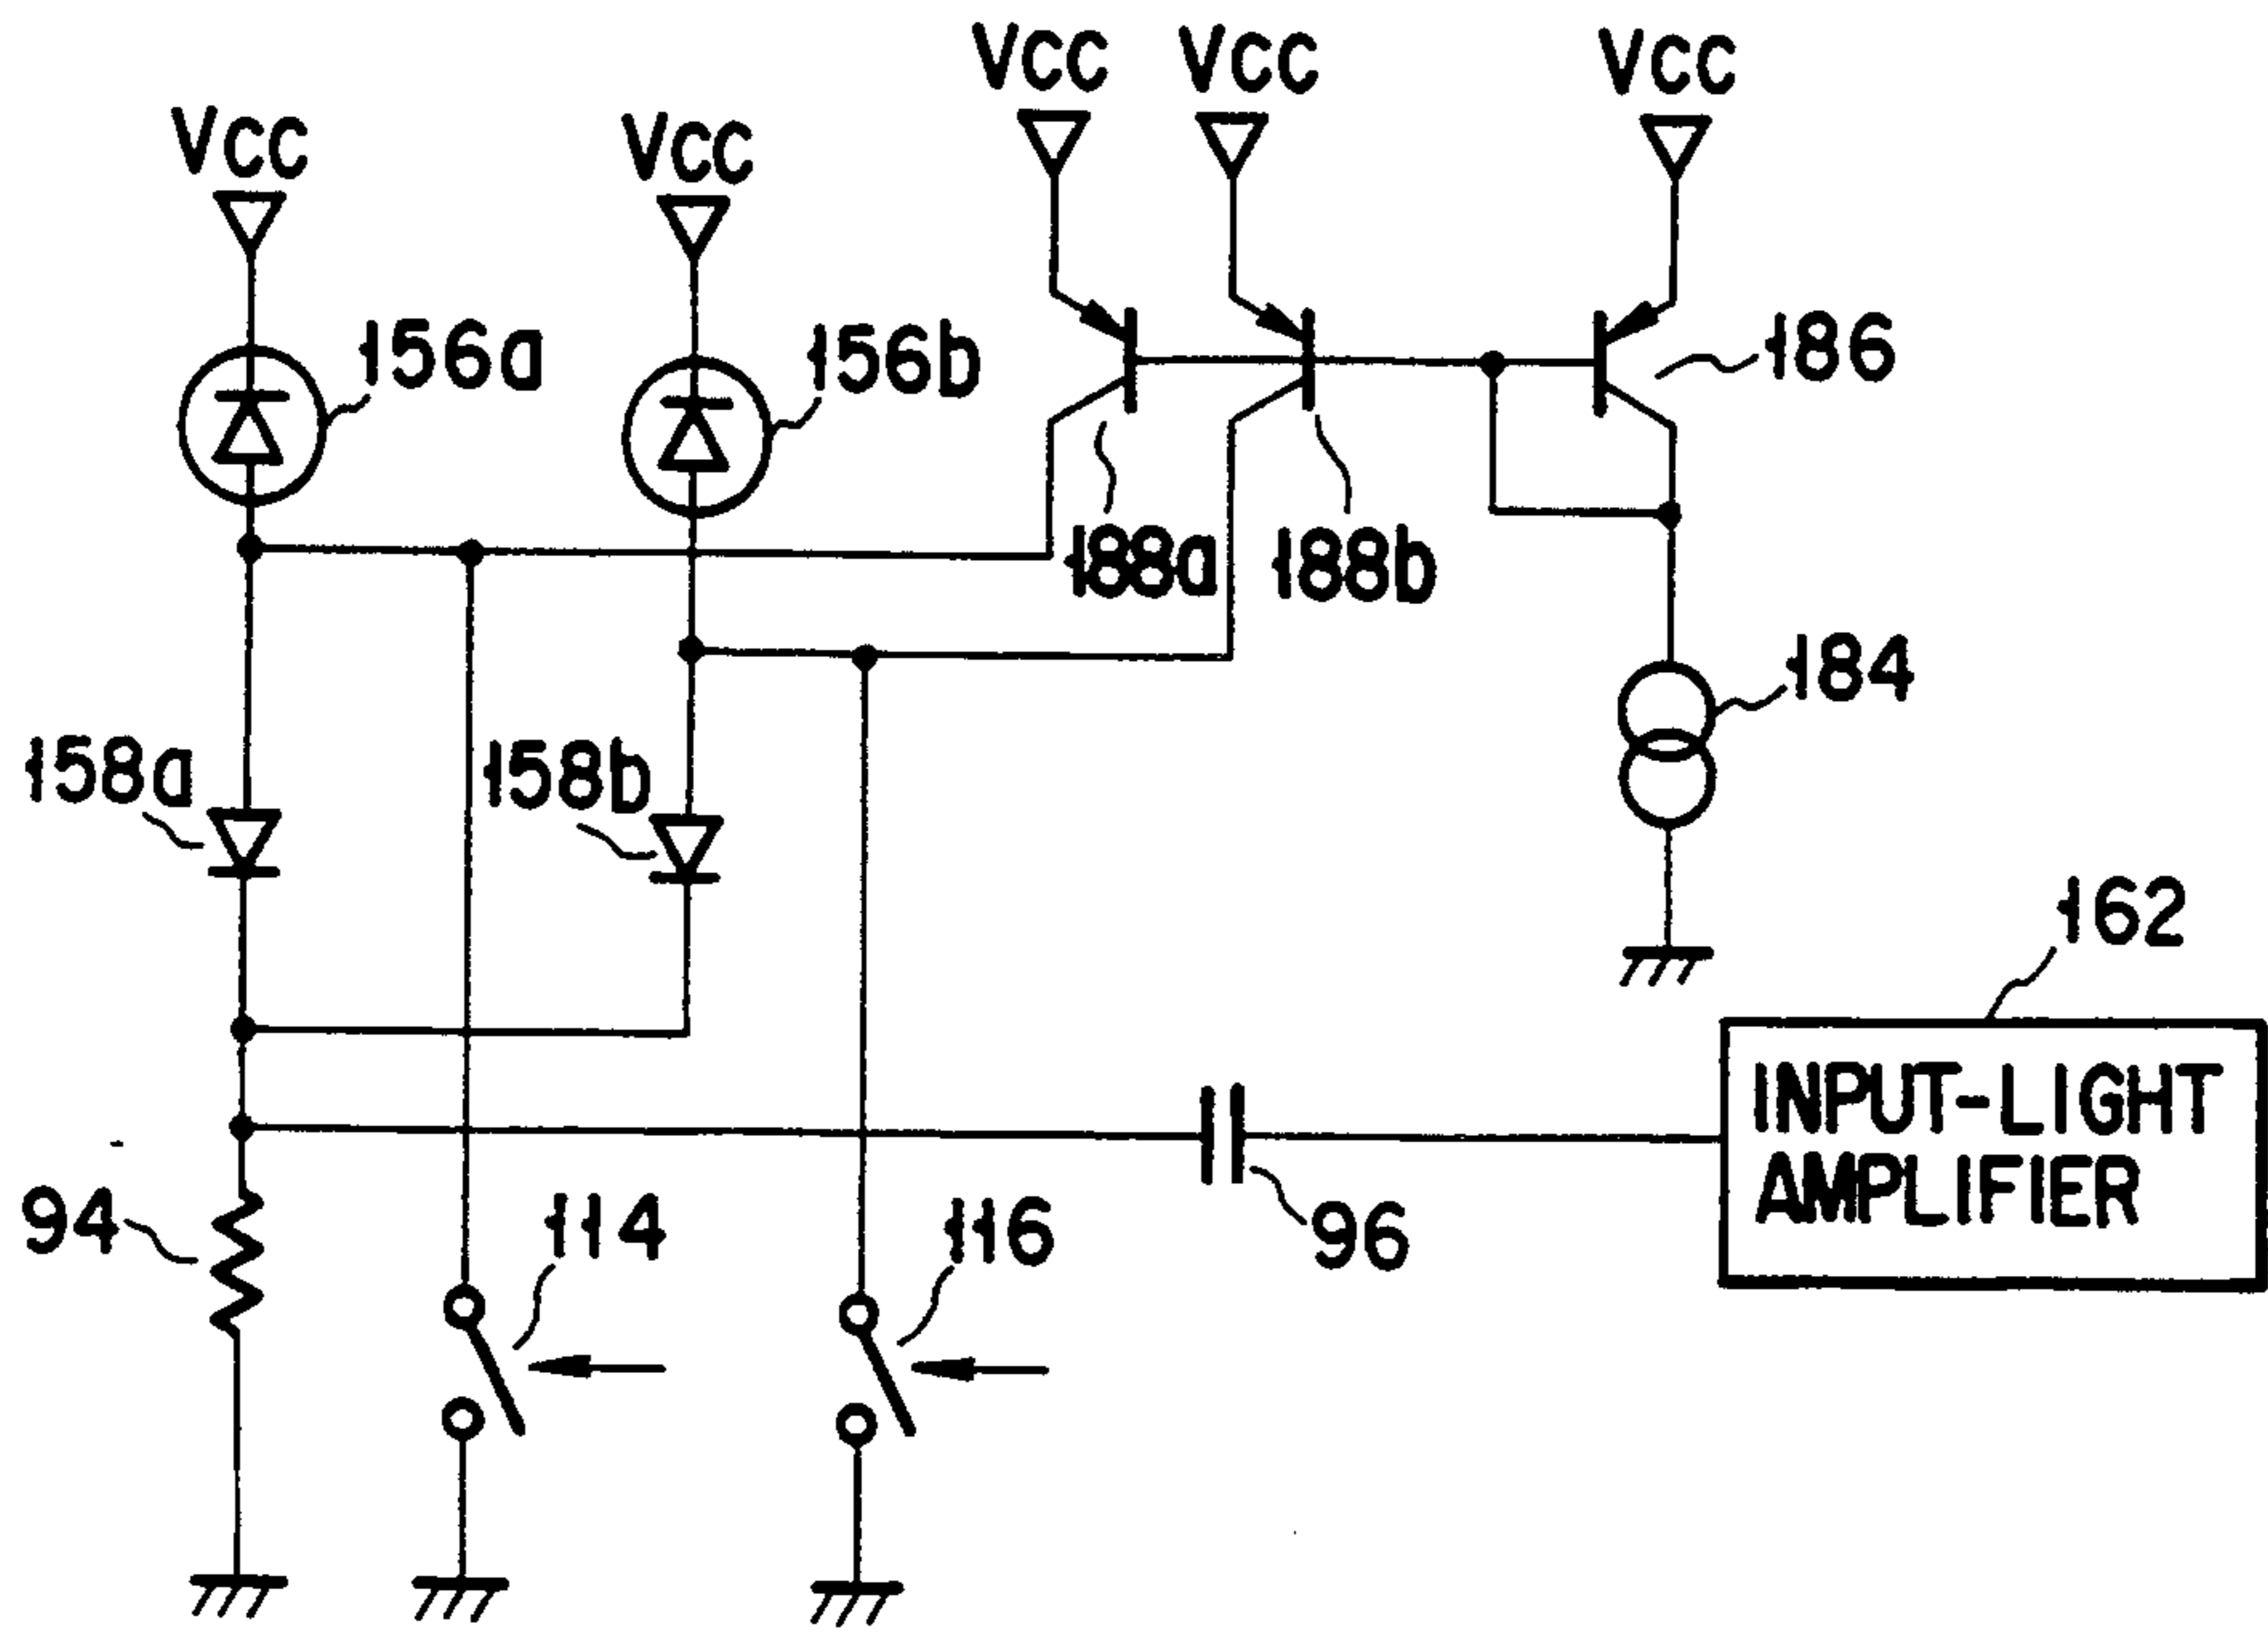 VCC
VCC
VCC
VCC
VCC
156a
156b
186
188a
188b
184
158a
158b
162
INPUT-LIGHT
AMPLIFIER
94
114
116
96